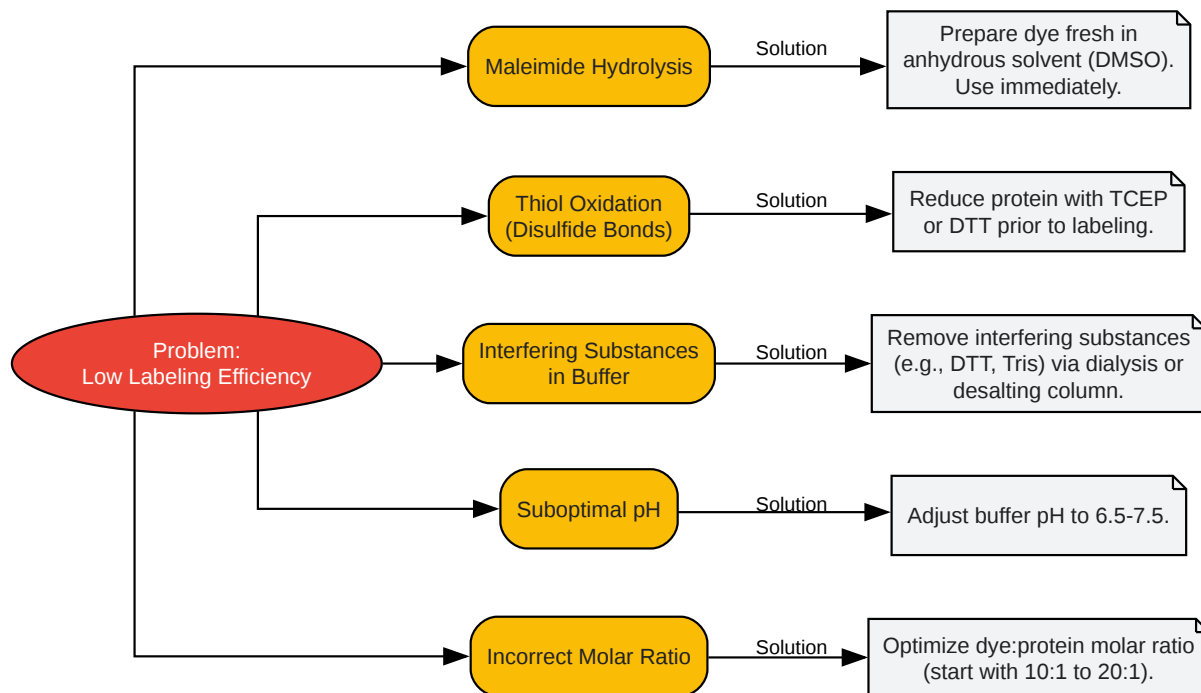 Maleimide Hydrolysis
Solution
Prepare dye fresh in
anhydrous solvent (DMSO).
Use immediately.
Thiol Oxidation
(Disulfide Bonds)
Solution
Reduce protein with TCEP
or DTT prior to labeling.
Problem:
Low Labeling Efficiency
Interfering Substances
in Buffer
Solution
Remove interfering substances
(e.g., DTT, Tris) via dialysis or
desalting column.
Suboptimal pH
Solution
Adjust buffer pH to 6.5-7.5.
Incorrect Molar Ratio
Solution
Optimize dye:protein molar ratio
(start with 10:1 to 20:1).